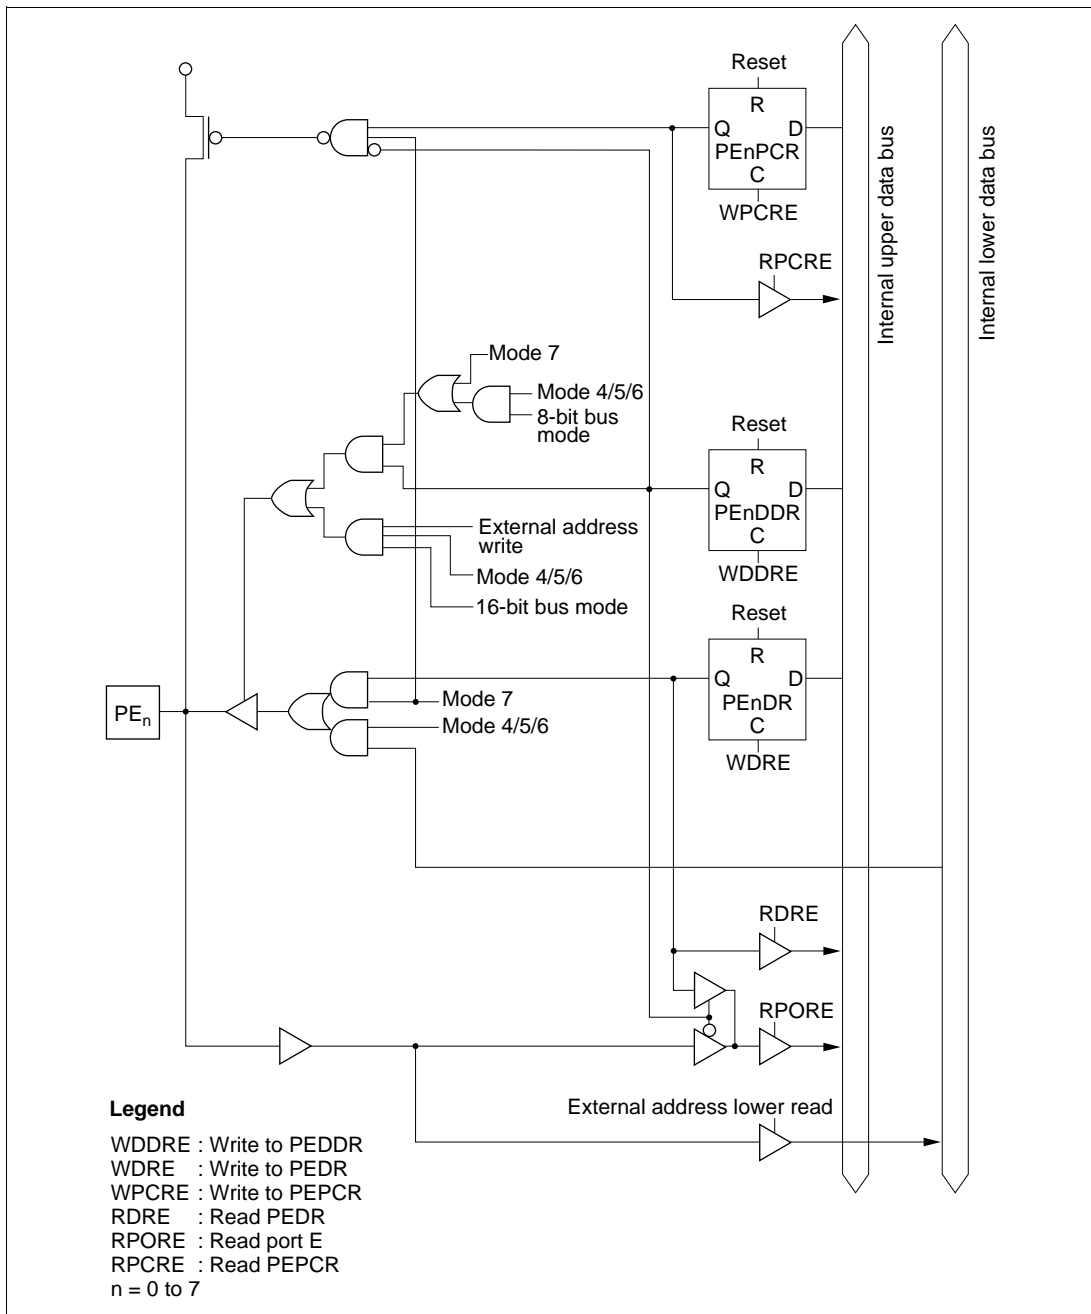 Reset
R
Q D
PEnPCR
C
WPCRE
RPCRE
Internal upper data bus
Internal lower data bus
Mode 7
Mode 4/5/6
8-bit bus
mode
Reset
R
Q D
PEnDDR
C
WDDRE
External address
write
Mode 4/5/6
16-bit bus mode
Reset
R
Q D
PEnDR
C
WDRE
PEn
Mode 7
Mode 4/5/6
RDRE
RPORE
External address lower read
Legend
WDDRE : Write to PEDDR
WDRE : Write to PEDR
WPCRE : Write to PEPCR
RDRE : Read PEDR
RPORE : Read port E
RPCRE : Read PEPCR
n = 0 to 7